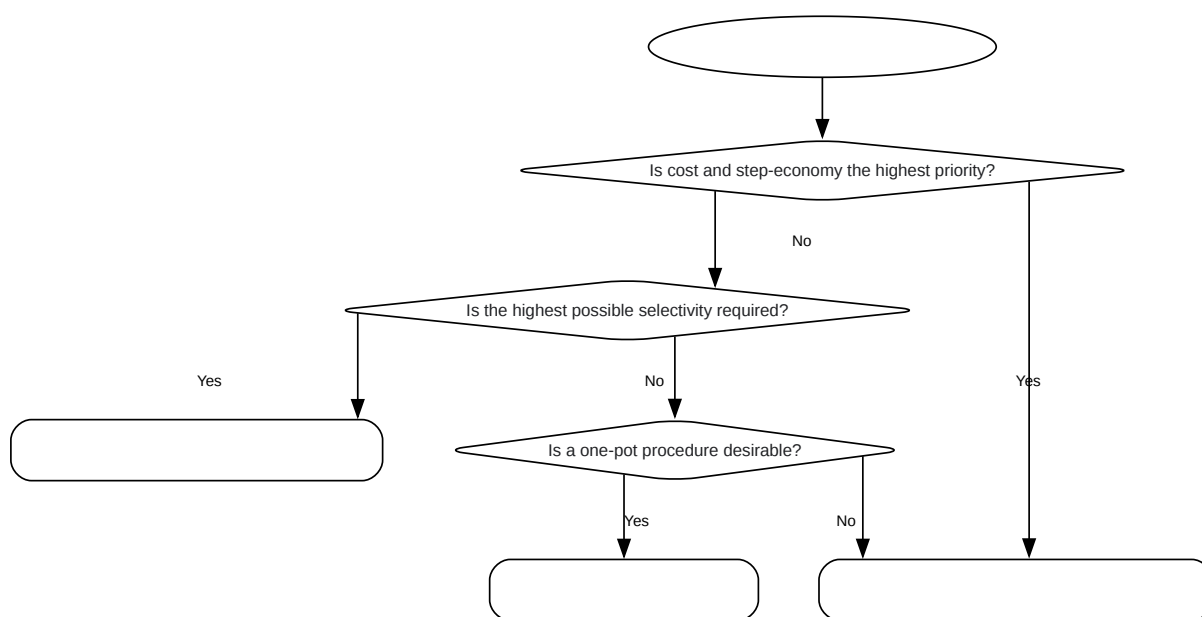 Is cost and step-economy the highest priority?
No
Is the highest possible selectivity required?
Yes
No
Yes
Is a one-pot procedure desirable?
Yes
No